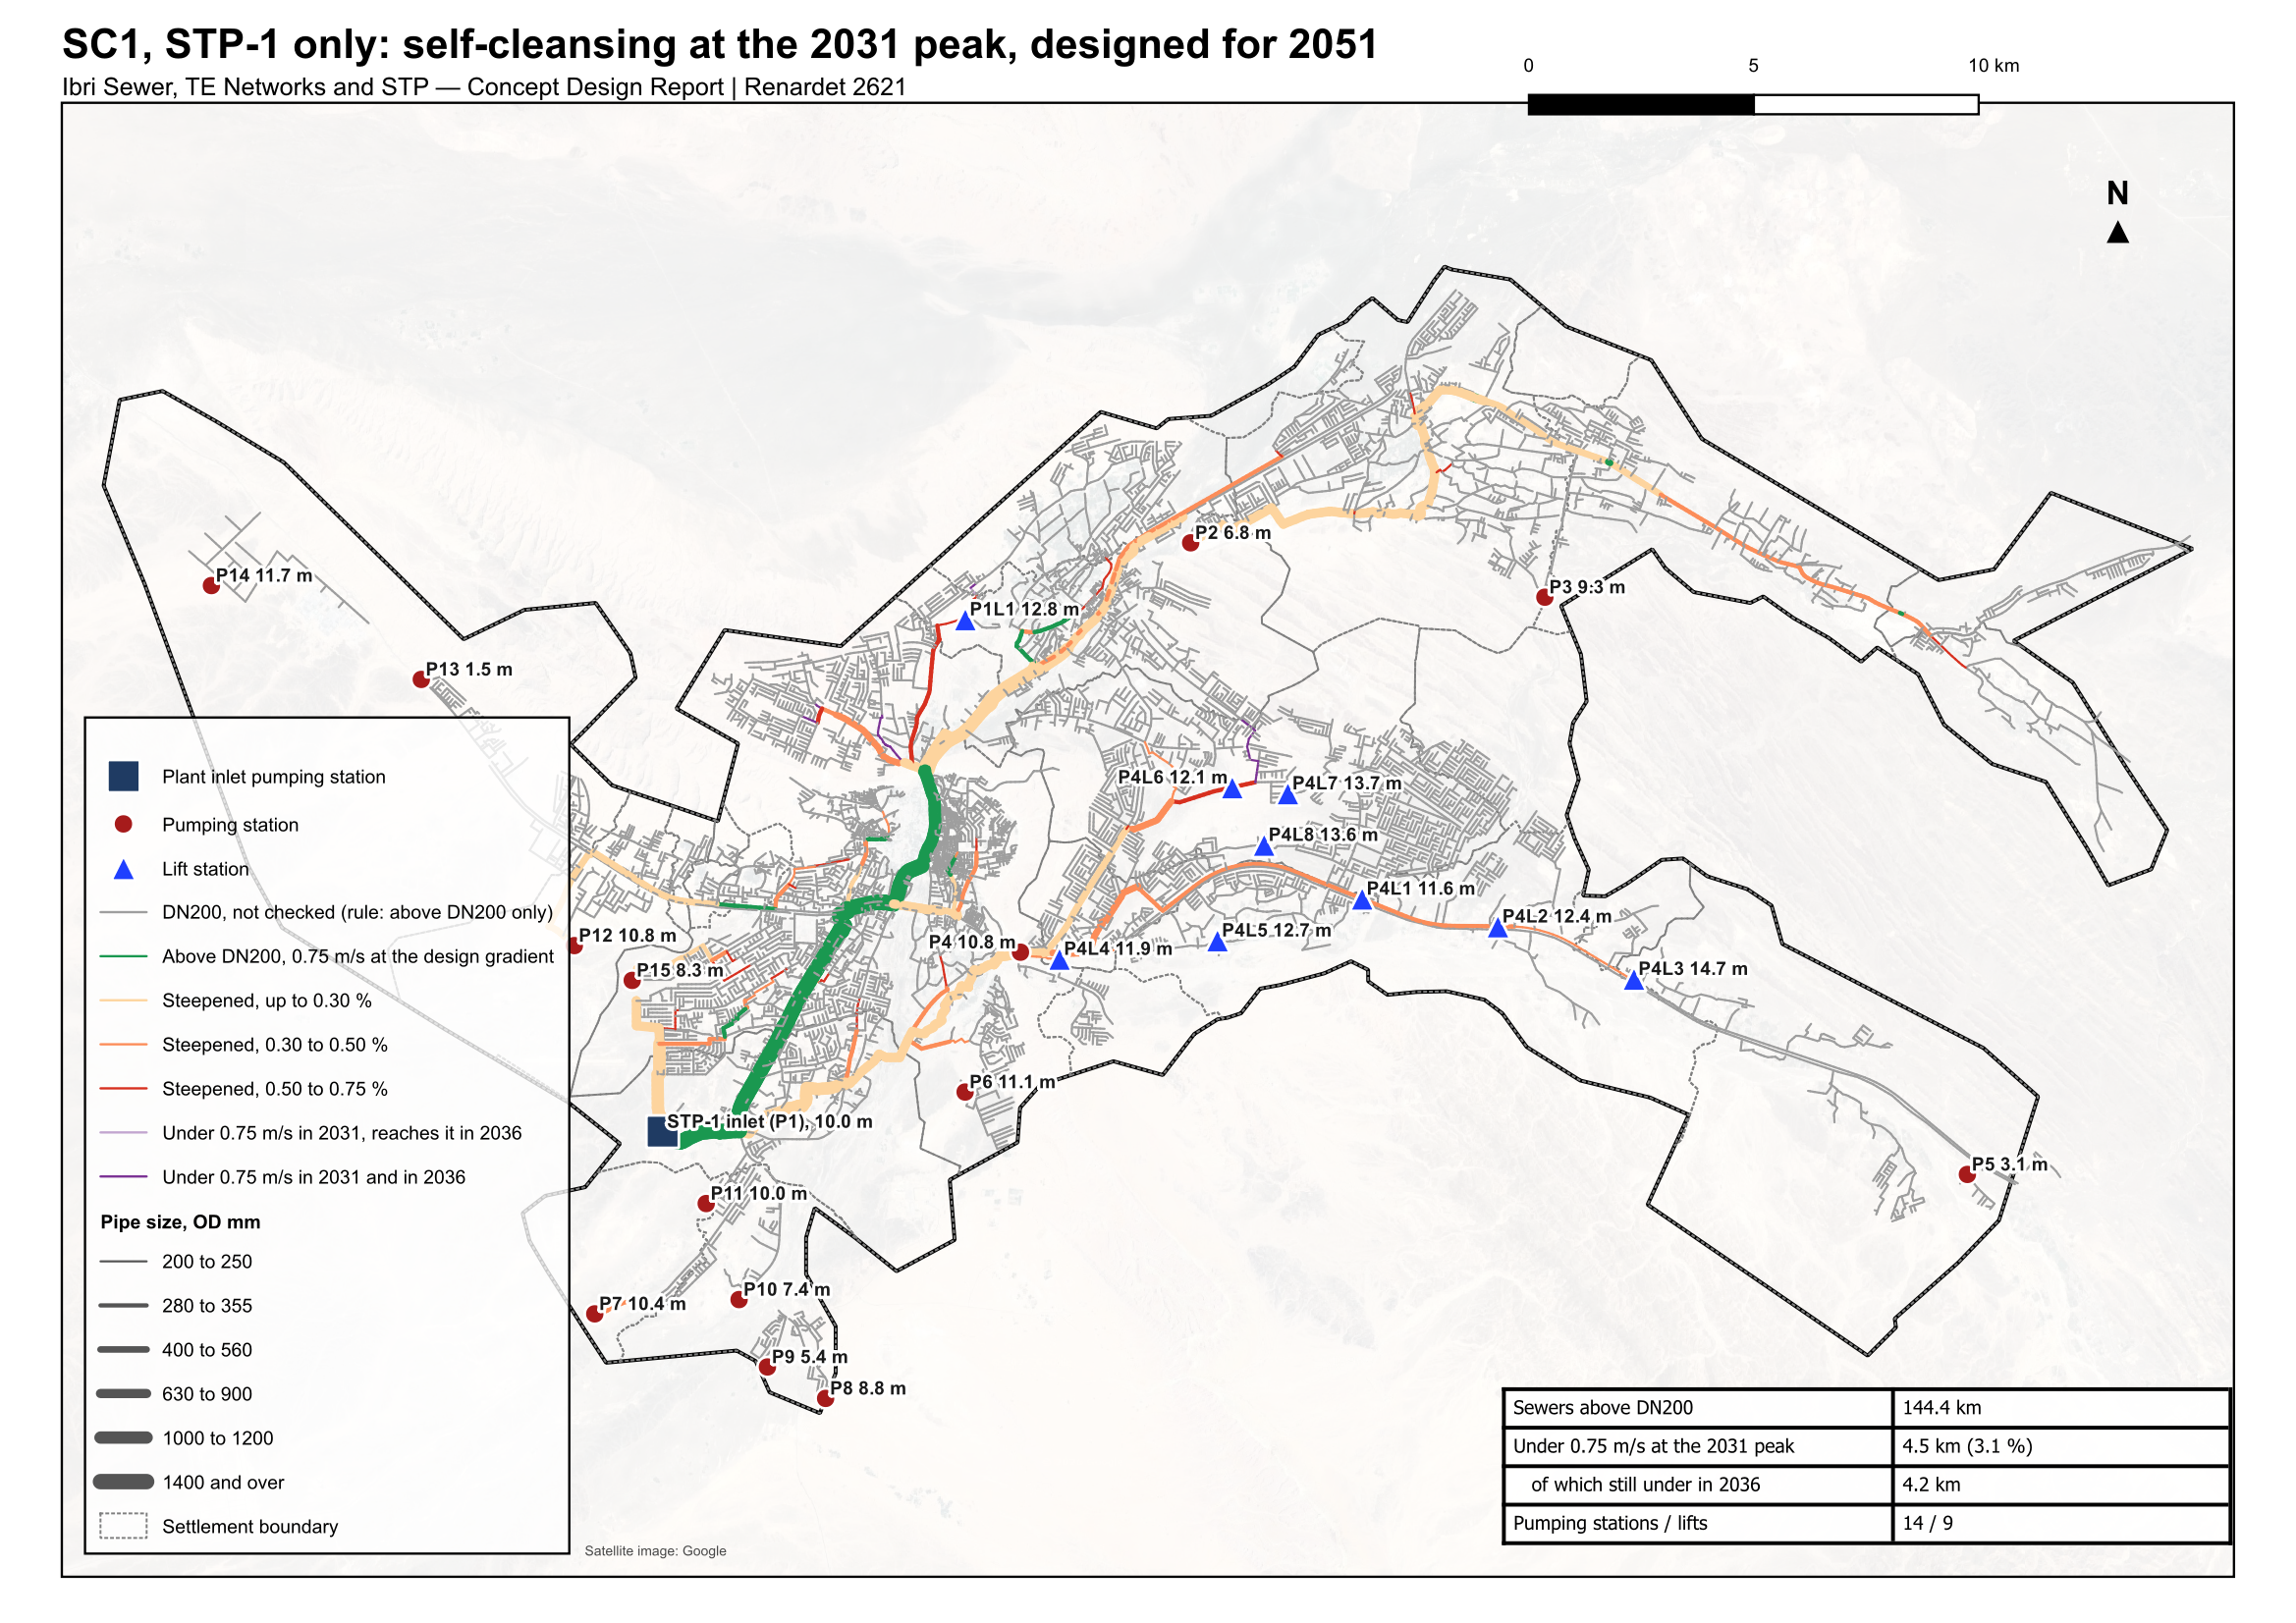 SC1, STP-1 only: self-cleansing at the 2031 peak, designed for 2051
Ibri Sewer, TE Networks and STP — Concept Design Report | Renardet 2621
0 5 10 km
N
P2 6.8 m
P14 11.7 m
P3 9.3 m
P1L1 12.8 m
P13 1.5 m
P4L6 12.1 m
P4L7 13.7 m
P4L8 13.6 m
P4L1 11.6 m
P4L2 12.4 m
P12 10.8 m
P4L5 12.7 m
P4 10.8 m
P4L4 11.9 m
P15 8.3 m
P4L3 14.7 m
P6 11.1 m
STP-1 inlet (P1), 10.0 m
P5 3.1 m
P11 10.0 m
P10 7.4 m
P7 10.4 m
P9 5.4 m
P8 8.8 m
Plant inlet pumping station
Pumping station
Lift station
DN200, not checked (rule: above DN200 only)
Above DN200, 0.75 m/s at the design gradient
Steepened, up to 0.30 %
Steepened, 0.30 to 0.50 %
Steepened, 0.50 to 0.75 %
Under 0.75 m/s in 2031, reaches it in 2036
Under 0.75 m/s in 2031 and in 2036
Pipe size, OD mm
200 to 250
280 to 355
400 to 560
630 to 900
1000 to 1200
1400 and over
Settlement boundary
Satellite image: Google
Sewers above DN200 144.4 km
Under 0.75 m/s at the 2031 peak 4.5 km (3.1 %)
of which still under in 2036 4.2 km
Pumping stations / lifts 14 / 9